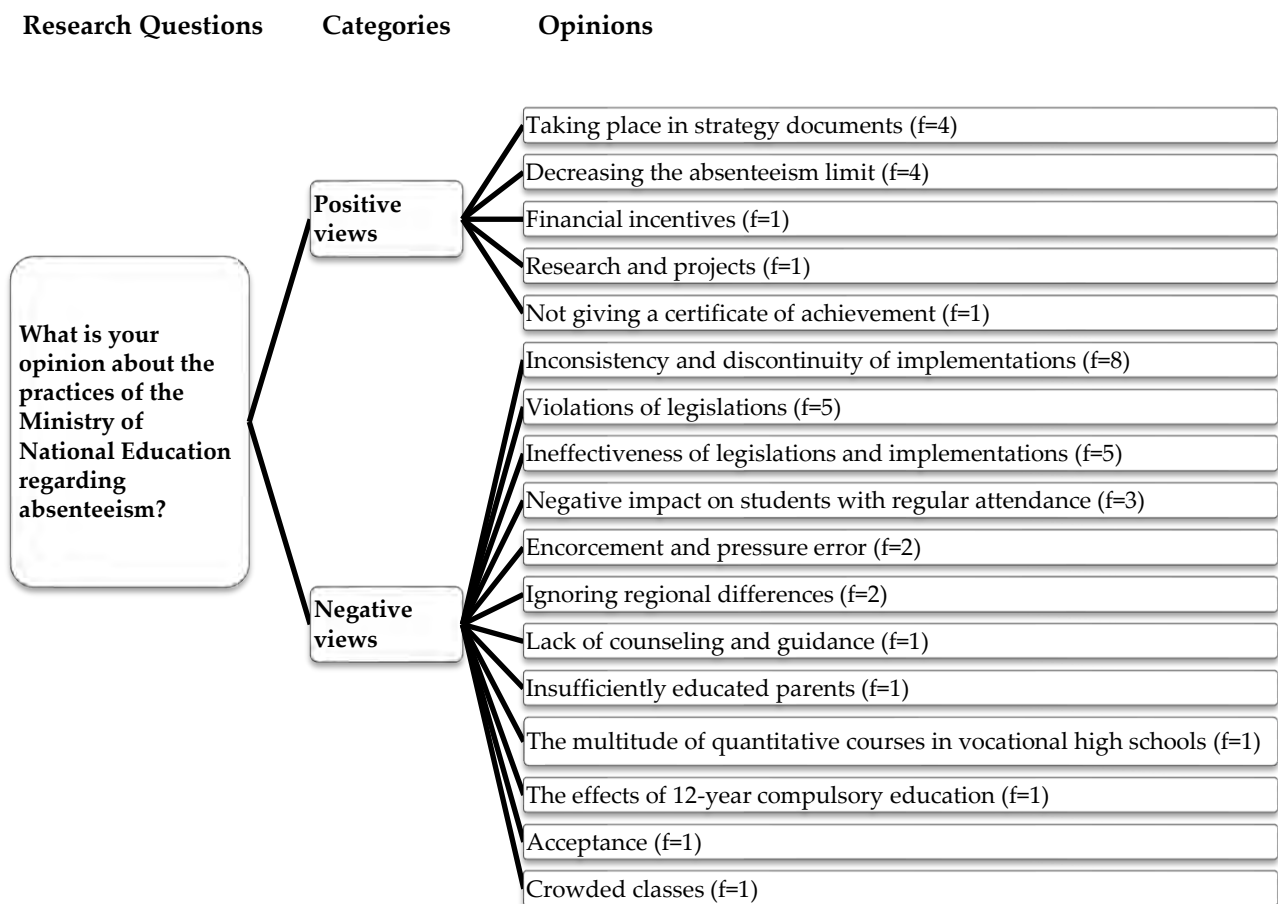 Research Questions Categories Opinions
What is your
opinion about the
practices of the
Ministry of
National Education
regarding
absenteeism?
Positive
views
Taking place in strategy documents (f=4)
Decreasing the absenteeism limit (f=4)
Financial incentives (f=1)
Research and projects (f=1)
Not giving a certificate of achievement (f=1)
Negative
views
Inconsistency and discontinuity of implementations (f=8)
Violations of legislations (f=5)
Ineffectiveness of legislations and implementations (f=5)
Negative impact on students with regular attendance (f=3)
Encorcement and pressure error (f=2)
Ignoring regional differences (f=2)
Lack of counseling and guidance (f=1)
Insufficiently educated parents (f=1)
The multitude of quantitative courses in vocational high schools (f=1)
The effects of 12-year compulsory education (f=1)
Acceptance (f=1)
Crowded classes (f=1)